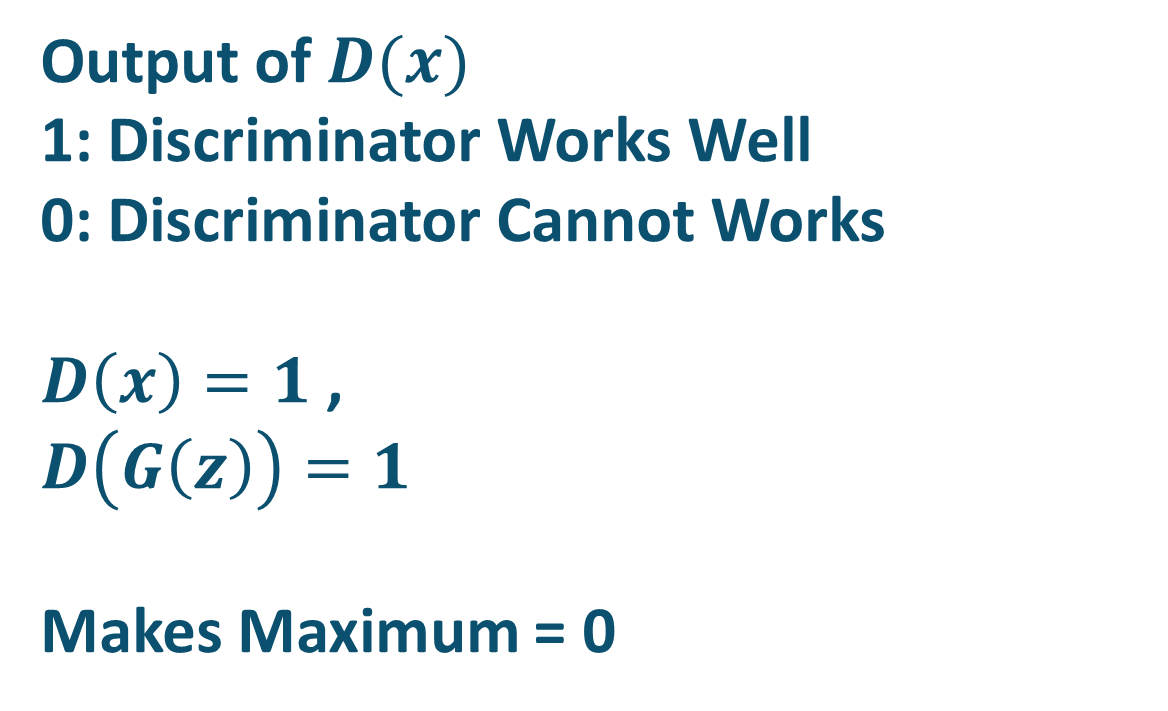 Output of D(x)
1: Discriminator Works Well
0: Discriminator Cannot Works
D(x) = 1 ,
D(G(z)) = 1
Makes Maximum = 0